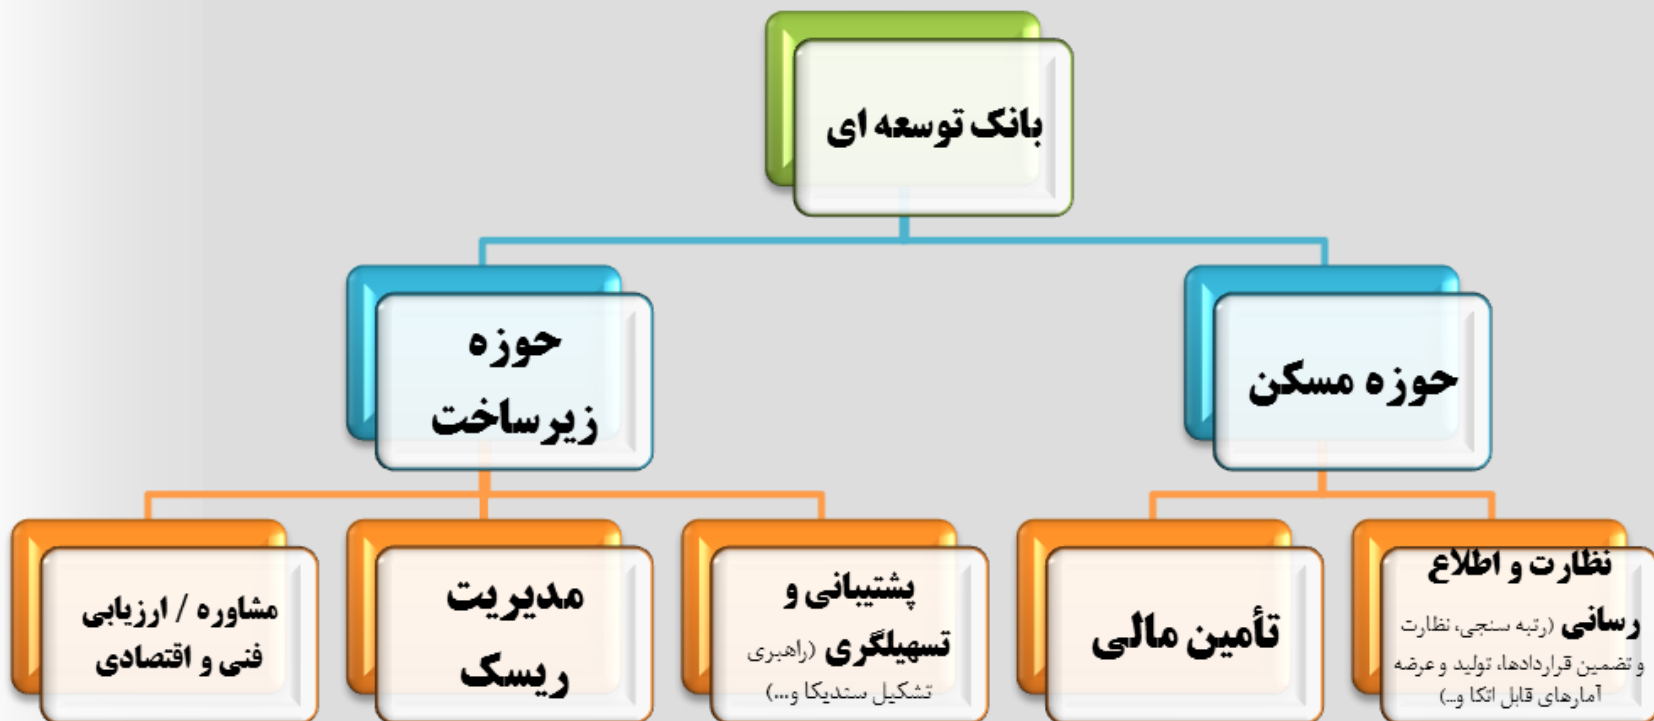 بانک توسعه ای
حوزه مسکن
حوزه
زیرساخت
نظارت و اطلاع
رسانی (رتبه سنجی، نظارت
و تضمین قراردادها، تولید و عرضه
آمارهای قابل اتکا و...)
تأمین مالی
پشتیبانی و
تسهیلگری (راهبری
تشکیل سندیکا و...)
مدیریت
ریسک
مشاوره / ارزیابی
فنی و اقتصادی